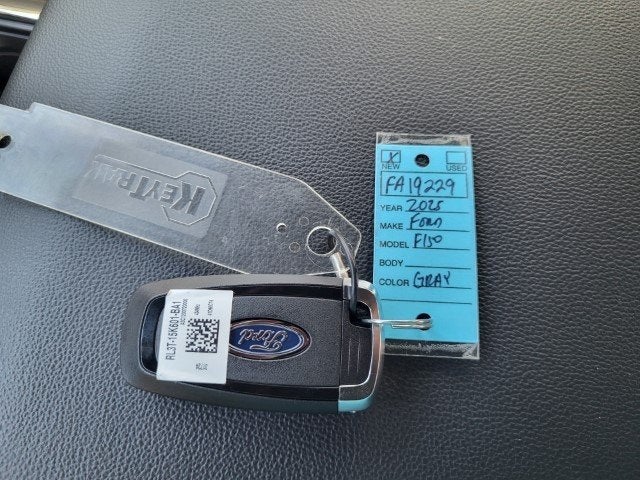 KEYTRAK
X
NEW
USED
FA19229
YEAR 2025
MAKE FORD
MODEL F150
BODY
COLOR GRAY
RL3T-15K601-BA1
Ford